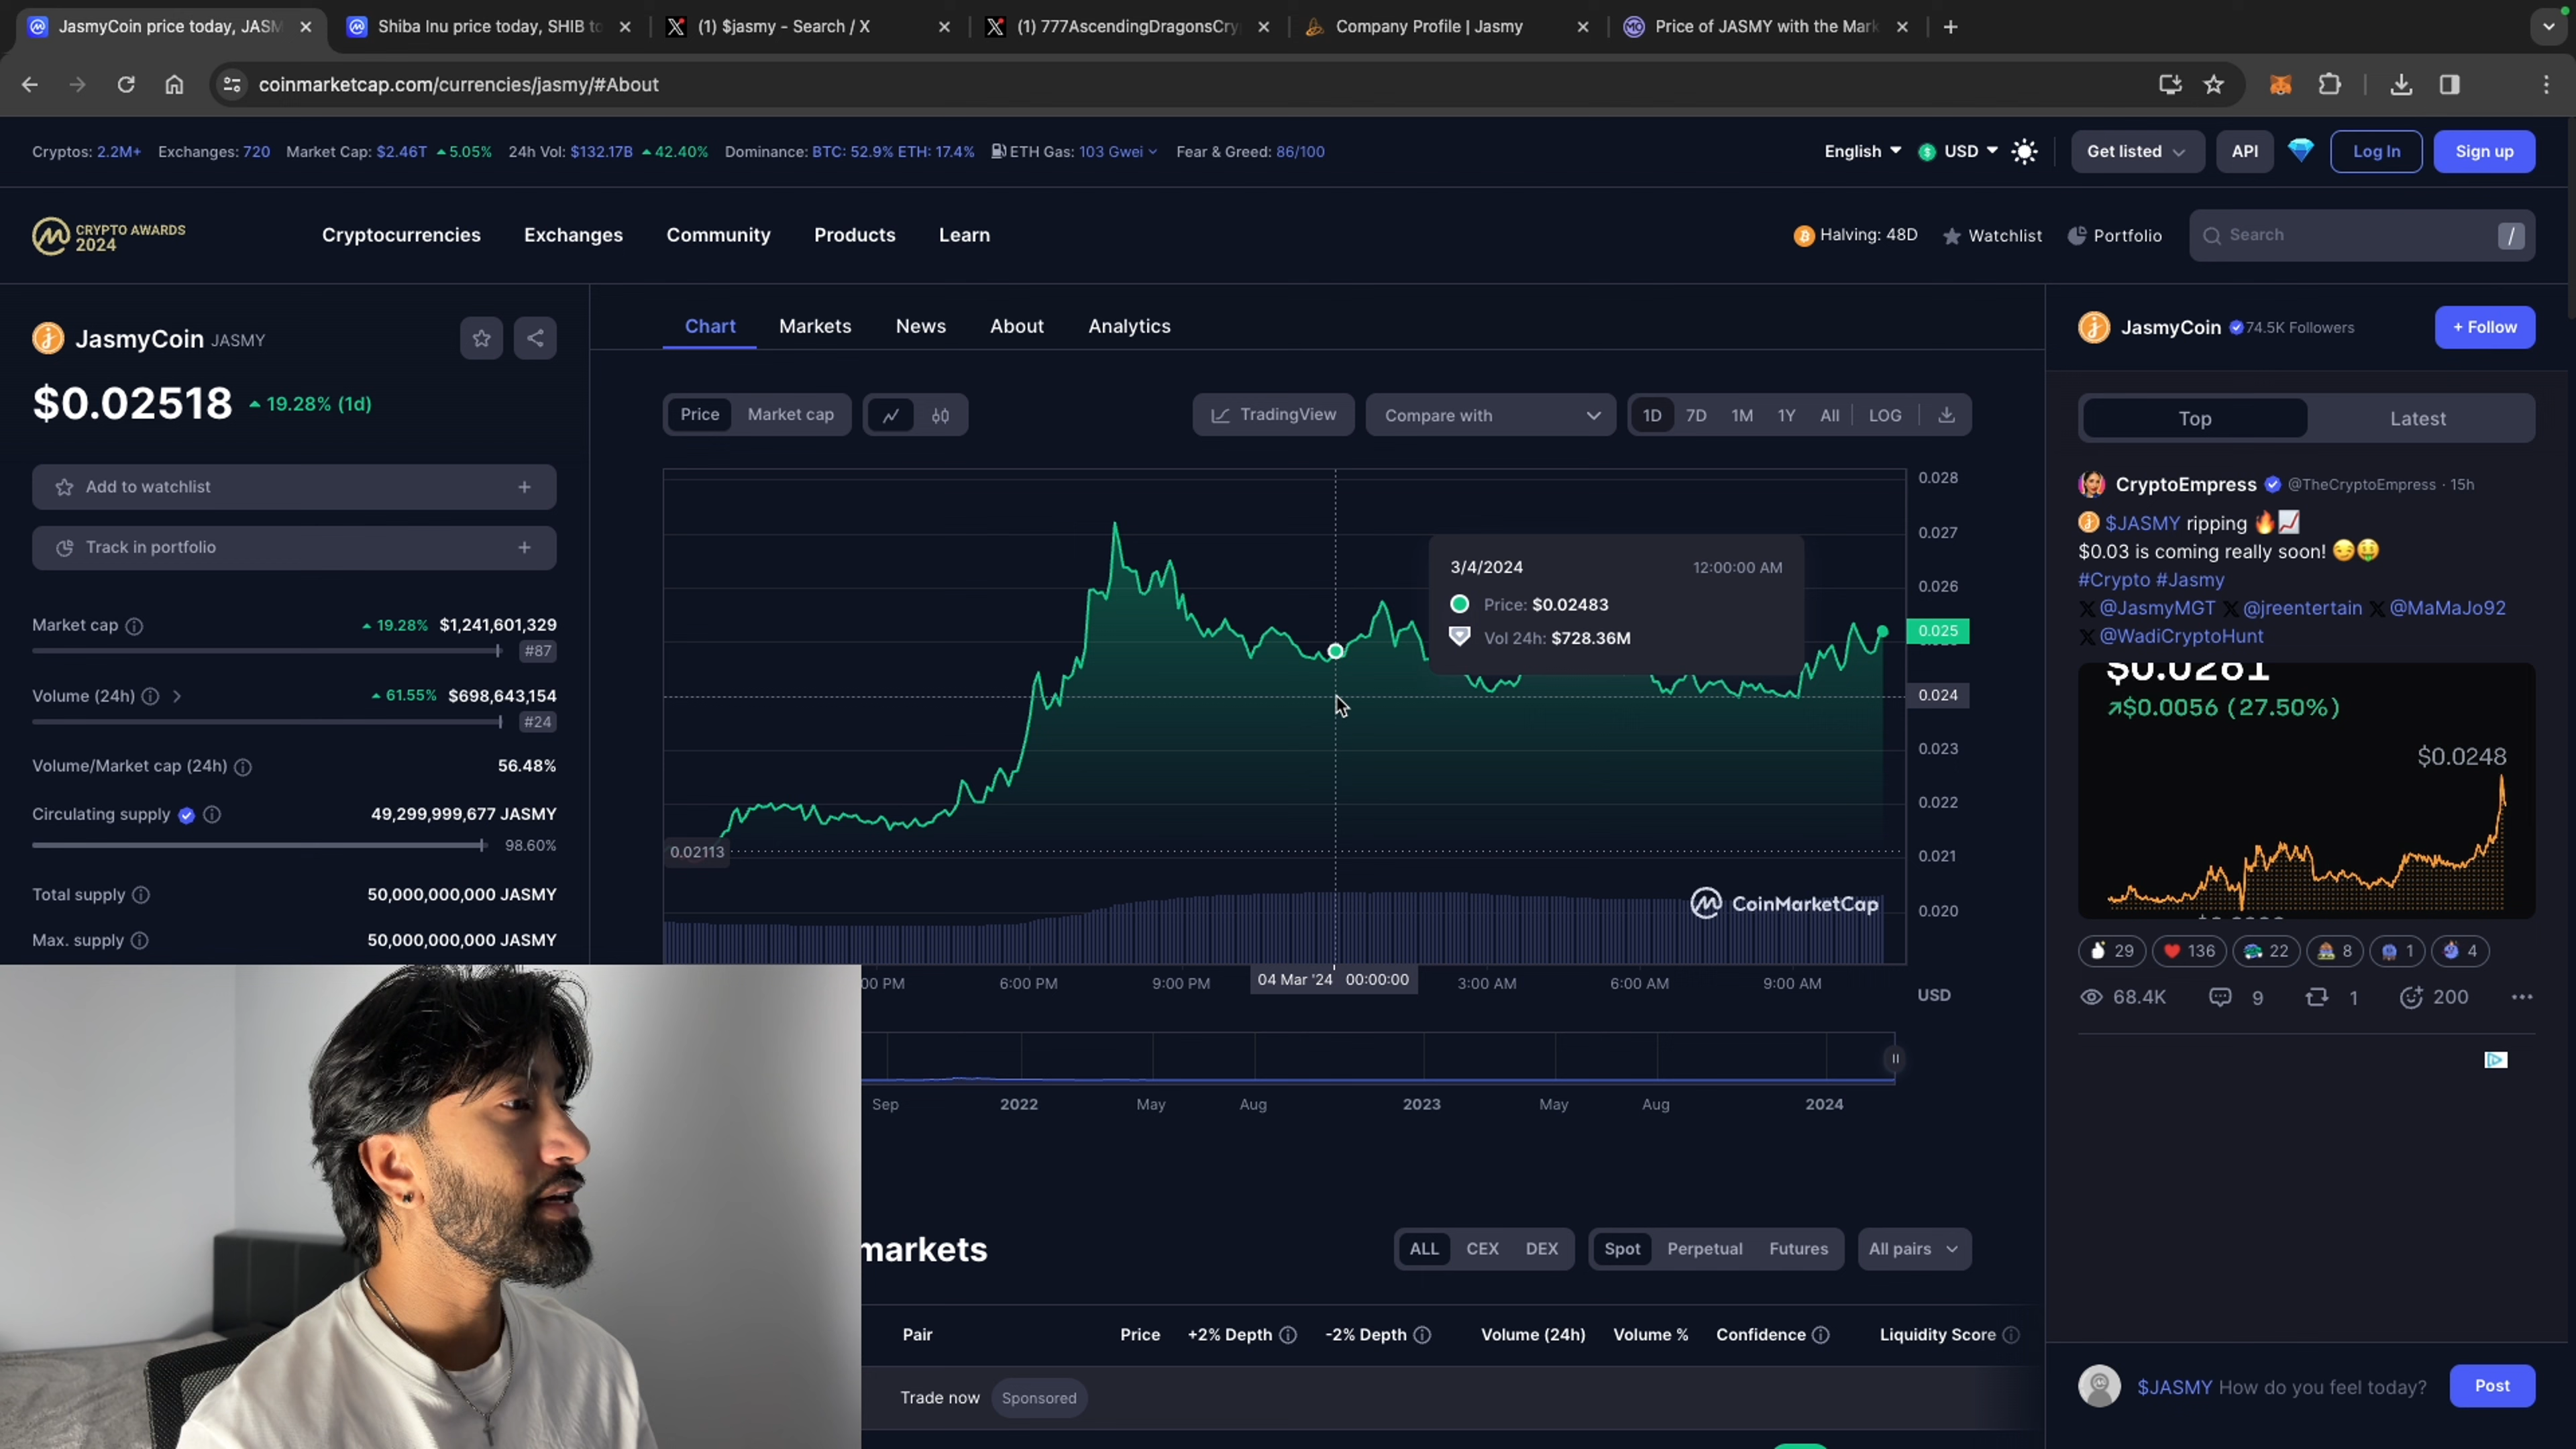 JasmyCoin price today, JASM
Shiba Inu price today, SHIB to
(1) $jasmy - Search / X
(1) 777AscendingDragonsCry
Company Profile | Jasmy
Price of JASMY with the Mark
coinmarketcap.com/currencies/jasmy/#About
Cryptos: 2.2M+ Exchanges: 720 Market Cap: $2.46T 5.05% 24h Vol: $132.17B 42.40% Dominance: BTC: 52.9% ETH: 17.4% ETH Gas: 103 Gwei Fear & Greed: 86/100
English USD Get listed API Log In Sign up
CRYPTO AWARDS
2024
Cryptocurrencies Exchanges Community Products Learn
Halving: 48D Watchlist Portfolio Search /
JasmyCoin JASMY
$0.02518 19.28% (1d)
Add to watchlist +
Track in portfolio +
Market cap 19.28% $1,241,601,329
#87
Volume (24h) 61.55% $698,643,154
#24
Volume/Market cap (24h) 56.48%
Circulating supply 49,299,999,677 JASMY
98.60%
Total supply 50,000,000,000 JASMY
Max. supply 50,000,000,000 JASMY
Chart Markets News About Analytics
Price Market cap TradingView Compare with 1D 7D 1M 1Y All LOG
0.028
0.027
0.026
0.025
0.024
0.023
0.022
0.021
0.020
3/4/2024 12:00:00 AM
Price: $0.02483
Vol 24h: $728.36M
0.02113
CoinMarketCap
00 PM 6:00 PM 9:00 PM 04 Mar '24 00:00:00 3:00 AM 6:00 AM 9:00 AM
USD
Sep 2022 May Aug 2023 May Aug 2024
markets ALL CEX DEX Spot Perpetual Futures All pairs
Pair Price +2% Depth -2% Depth Volume (24h) Volume % Confidence Liquidity Score
Trade now Sponsored
JasmyCoin 74.5K Followers + Follow
Top Latest
CryptoEmpress @TheCryptoEmpress · 15h
$JASMY ripping 🔥📈
$0.03 is coming really soon! 😏🤑
#Crypto #Jasmy
@JasmyMGT @jreentertain @MaMaJo92
@WadiCryptoHunt
$0.0261
↗$0.0056 (27.50%)
$0.0248
29 136 22 8 1 4
68.4K 9 1 200
$JASMY How do you feel today? Post